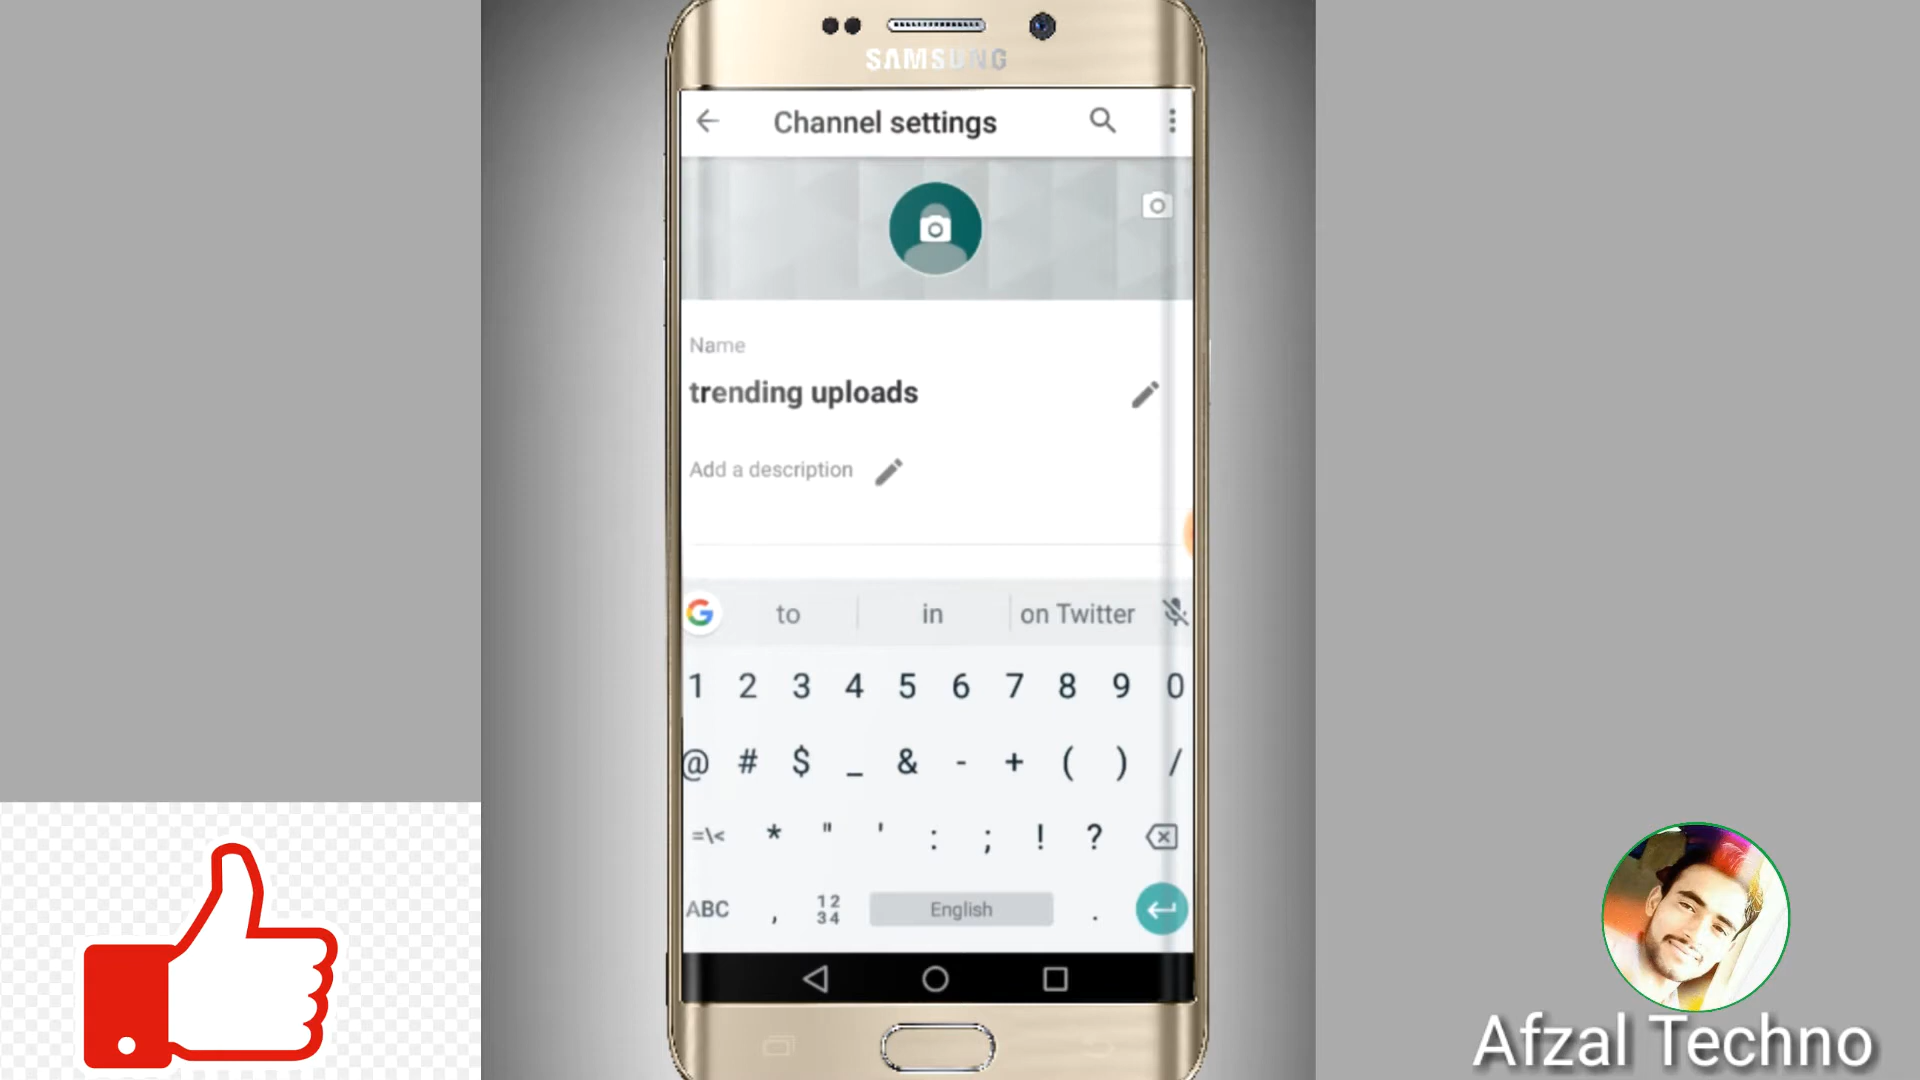 SAMSUNG
Channel settings
Name
trending uploads
Add a description
G to in on Twitter
1 2 3 4 5 6 7 8 9 0
@ # $ _ & - + ( ) /
=\< * " ' : ; ! ?
ABC , 12 34 English .
Afzal Techno